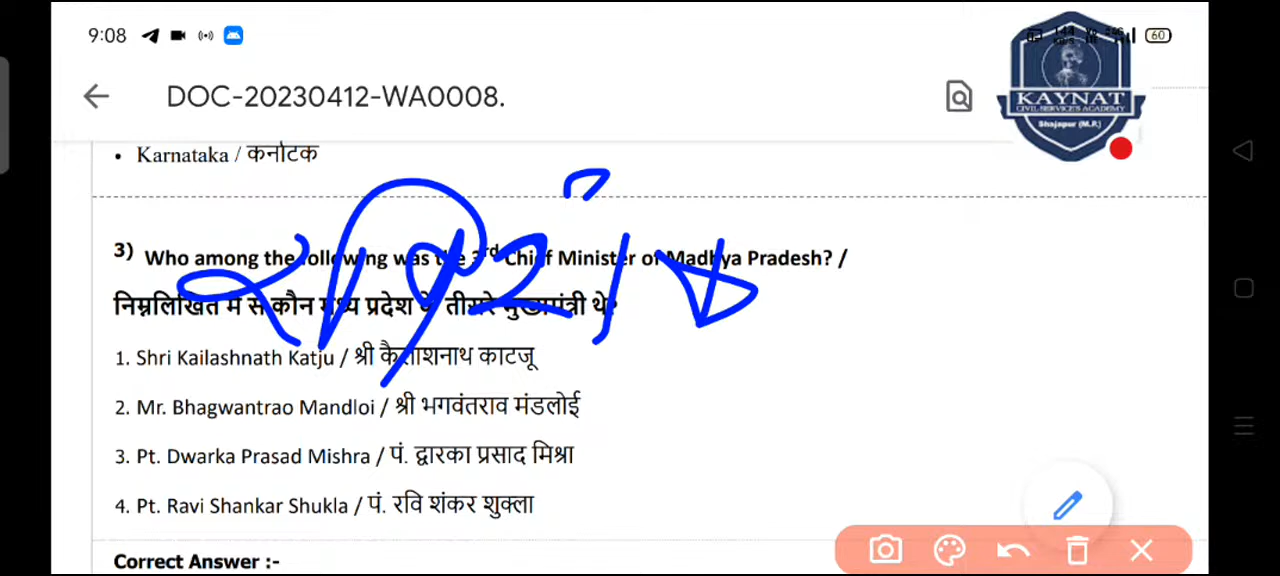 9:08
60
DOC-20230412-WA0008.
KAYNAT
CIVIL SERVICES ACADEMY
Shajapur (M.P.)
• Karnataka / कर्नाटक
3) Who among the following was the 3rd Chief Minister of Madhya Pradesh? /
निम्नलिखित में से कौन मध्य प्रदेश के तीसरे मुख्यमंत्री थे?
1. Shri Kailashnath Katju / श्री कैलाशनाथ काटजू
2. Mr. Bhagwantrao Mandloi / श्री भगवंतराव मंडलोई
3. Pt. Dwarka Prasad Mishra / पं. द्वारका प्रसाद मिश्रा
4. Pt. Ravi Shankar Shukla / पं. रवि शंकर शुक्ला
Correct Answer :-